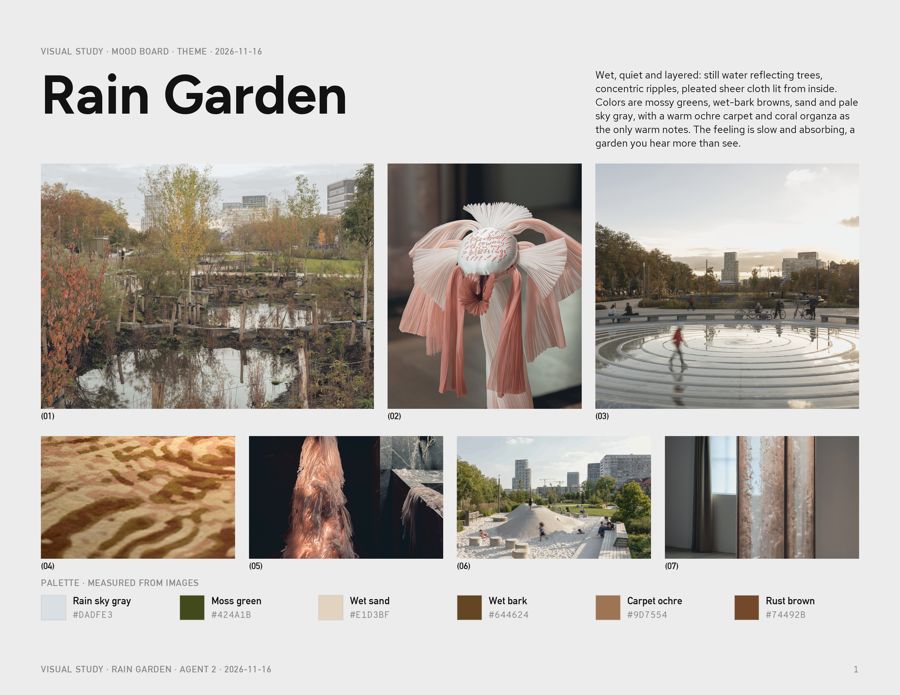 VISUAL STUDY · MOOD BOARD · THEME · 2026-11-16
Rain Garden
Wet, quiet and layered: still water reflecting trees,
concentric ripples, pleated sheer cloth lit from inside.
Colors are mossy greens, wet-bark browns, sand and pale
sky gray, with a warm ochre carpet and coral organza as
the only warm notes. The feeling is slow and absorbing, a
garden you hear more than see.
(01)
(02)
(03)
(04)
(05)
(06)
(07)
PALETTE · MEASURED FROM IMAGES
Rain sky gray
#DADFE3
Moss green
#424A1B
Wet sand
#E1D3BF
Wet bark
#644624
Carpet ochre
#9D7554
Rust brown
#74492B
VISUAL STUDY · RAIN GARDEN · AGENT 2 · 2026-11-16
1